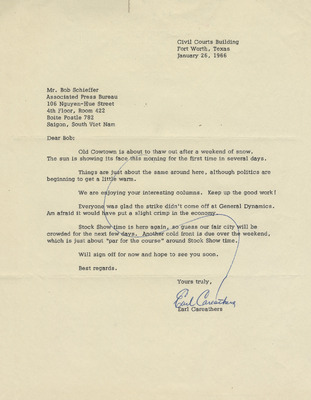 Civil Courts Building
Fort Worth, Texas
January 26, 1966
Mr. Bob Schieffer
Associated Press Bureau
106 Nguyen-Hue Street
4th Floor, Room 422
Boite Postle 782
Saigon, South Viet Nam
Dear Bob:
Old Cowtown is about to thaw out after a weekend of snow.
The sun is showing its face this morning for the first time in several days.
Things are just about the same around here, although politics are
beginning to get a little warm.
We are enjoying your interesting columns. Keep up the good work!
Everyone was glad the strike didn't come off at General Dynamics.
Am afraid it would have put a slight crimp in the economy.
Stock Show time is here again, so guess our fair city will be
crowded for the next few days. Another cold front is due over the weekend,
which is just about "par for the course" around Stock Show time.
Will sign off for now and hope to see you soon.
Best regards.
Yours truly,
Earl Careathers
Earl Careathers